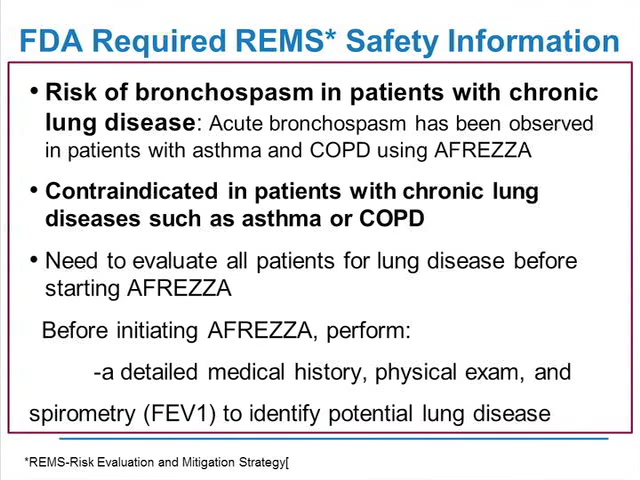 FDA Required REMS* Safety Information
• Risk of bronchospasm in patients with chronic
lung disease: Acute bronchospasm has been observed
in patients with asthma and COPD using AFREZZA
• Contraindicated in patients with chronic lung
diseases such as asthma or COPD
• Need to evaluate all patients for lung disease before
starting AFREZZA
Before initiating AFREZZA, perform:
-a detailed medical history, physical exam, and
spirometry (FEV1) to identify potential lung disease
*REMS-Risk Evaluation and Mitigation Strategy[